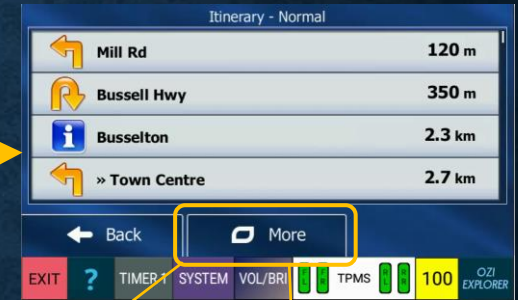 Itinerary - Normal
Mill Rd 120 m
Bussell Hwy 350 m
Busselton 2.3 km
» Town Centre 2.7 km
Back More
EXIT ? TIMER 1 SYSTEM VOL/BRI F L F R TPMS R L R R 100 OZI EXPLORER